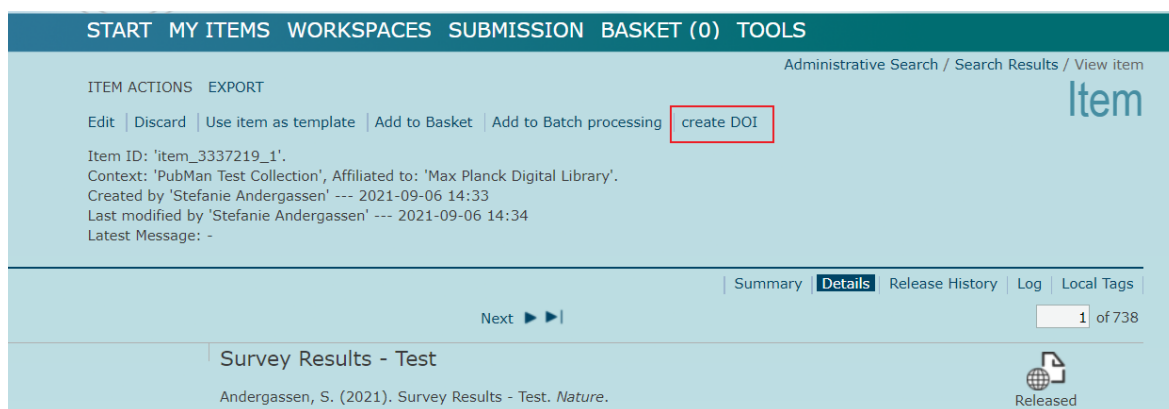 START MY ITEMS WORKSPACES SUBMISSION BASKET (0) TOOLS
Administrative Search / Search Results / View item
ITEM ACTIONS EXPORT
Item
Edit | Discard | Use item as template | Add to Basket | Add to Batch processing | create DOI
Item ID: 'item_3337219_1'.
Context: 'PubMan Test Collection', Affiliated to: 'Max Planck Digital Library'.
Created by 'Stefanie Andergassen' --- 2021-09-06 14:33
Last modified by 'Stefanie Andergassen' --- 2021-09-06 14:34
Latest Message: -
Summary | Details | Release History | Log | Local Tags
Next
1 of 738
Survey Results - Test
Andergassen, S. (2021). Survey Results - Test. Nature.
Released